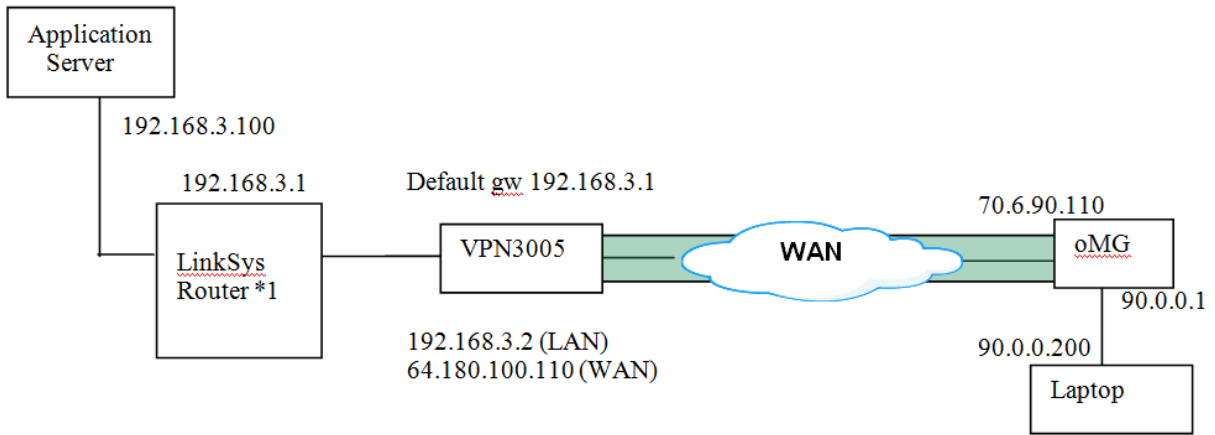 Application
Server
192.168.3.100
192.168.3.1
LinkSys
Router *1
Default gw 192.168.3.1
VPN3005
192.168.3.2 (LAN)
64.180.100.110 (WAN)
WAN
70.6.90.110
oMG
90.0.0.1
90.0.0.200
Laptop